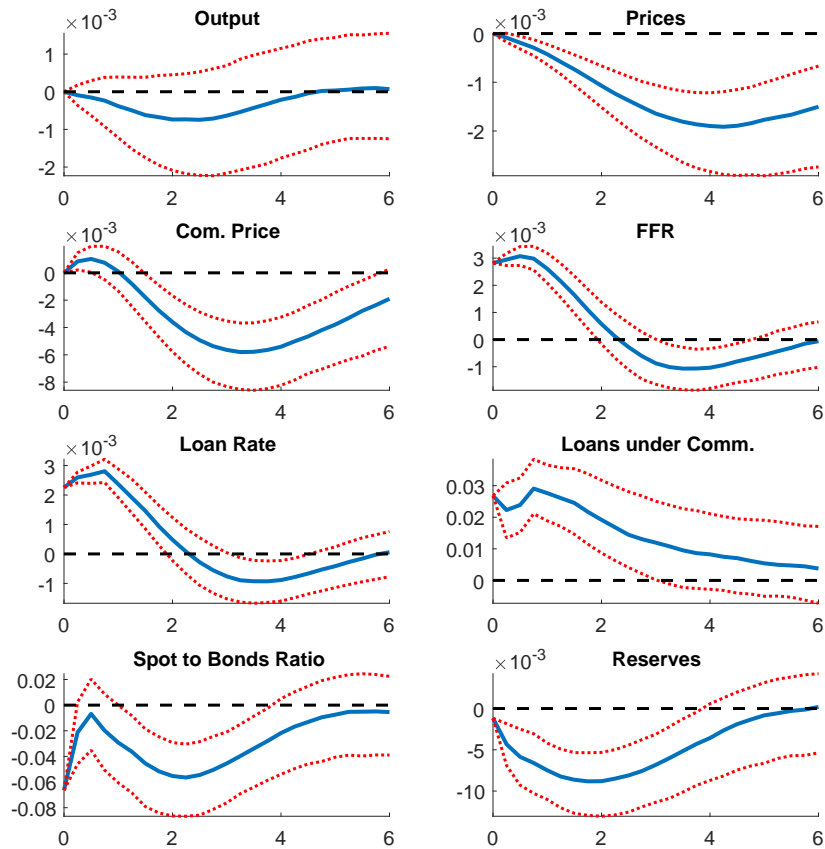 ×10-3 Output
1
0
-1
-2
0 2 4 6
×10-3 Prices
0
-1
-2
0 2 4 6
×10-3 Com. Price
0
-2
-4
-6
-8
0 2 4 6
×10-3 FFR
3
2
1
0
-1
0 2 4 6
×10-3 Loan Rate
3
2
1
0
-1
0 2 4 6
Loans under Comm.
0.03
0.02
0.01
0
0 2 4 6
Spot to Bonds Ratio
0.02
0
-0.02
-0.04
-0.06
-0.08
0 2 4 6
×10-3 Reserves
0
-5
-10
0 2 4 6